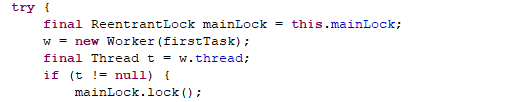 try {
    final ReentrantLock mainLock = this.mainLock;
    w = new Worker(firstTask);
    final Thread t = w.thread;
    if (t != null) {
        mainLock.lock();